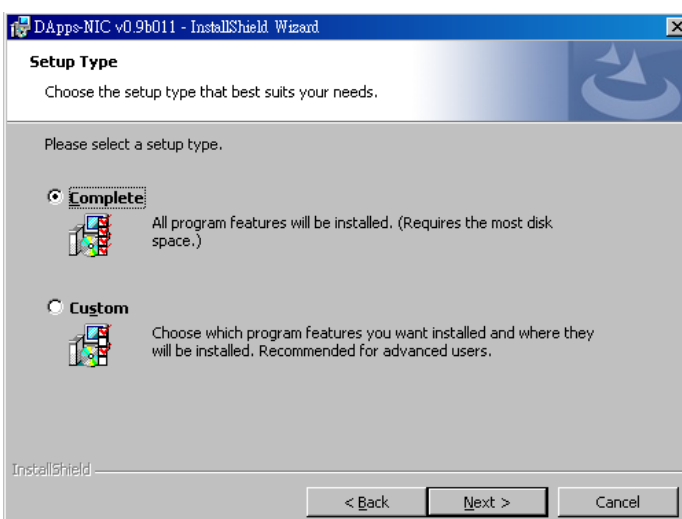 DApps-NIC v0.9b011 - InstallShield Wizard
Setup Type
Choose the setup type that best suits your needs.
Please select a setup type.
Complete
All program features will be installed. (Requires the most disk
space.)
Custom
Choose which program features you want installed and where they
will be installed. Recommended for advanced users.
InstallShield
< Back Next > Cancel